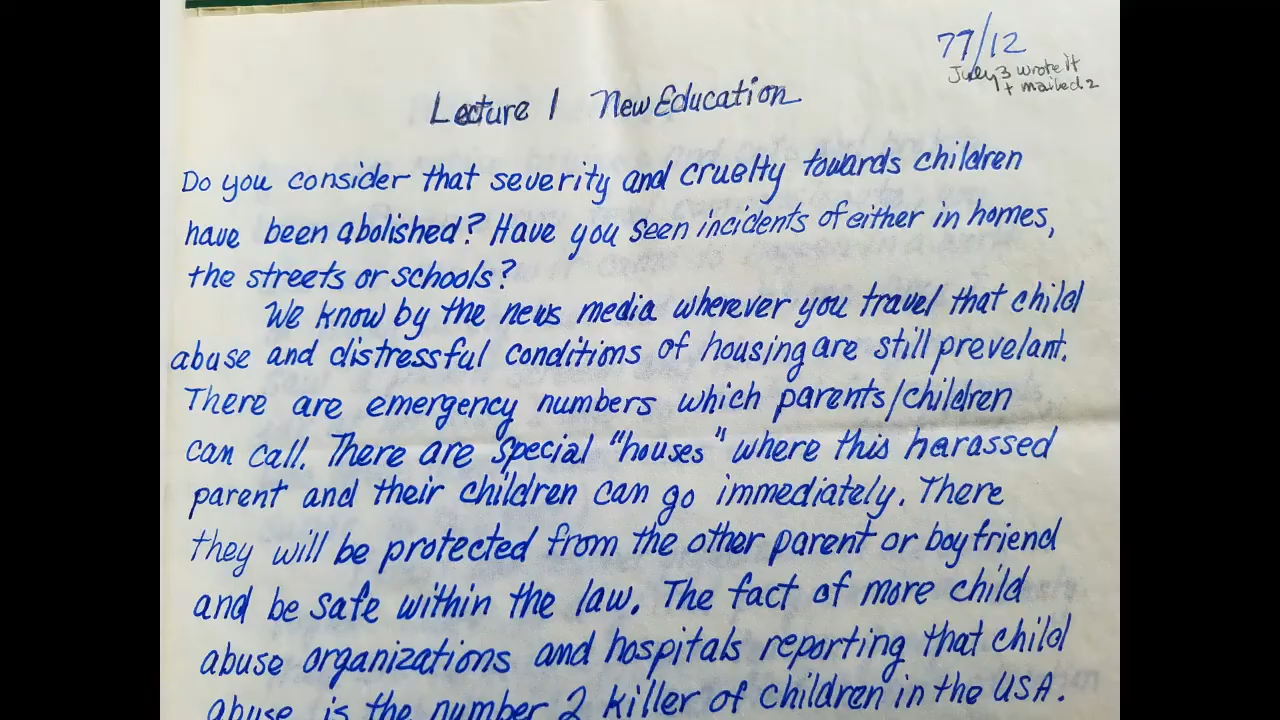 77/12
July 3 wrote it
+ mailed 2
Lecture 1 New Education
Do you consider that severity and cruelty towards children
have been abolished? Have you seen incidents of either in homes,
the streets or schools?
We know by the news media wherever you travel that child
abuse and distressful conditions of housing are still prevelant.
There are emergency numbers which parents/children
can call. There are special "houses" where this harassed
parent and their children can go immediately. There
they will be protected from the other parent or boyfriend
and be safe within the law. The fact of more child
abuse organizations and hospitals reporting that child
abuse is the number 2 killer of children in the USA.